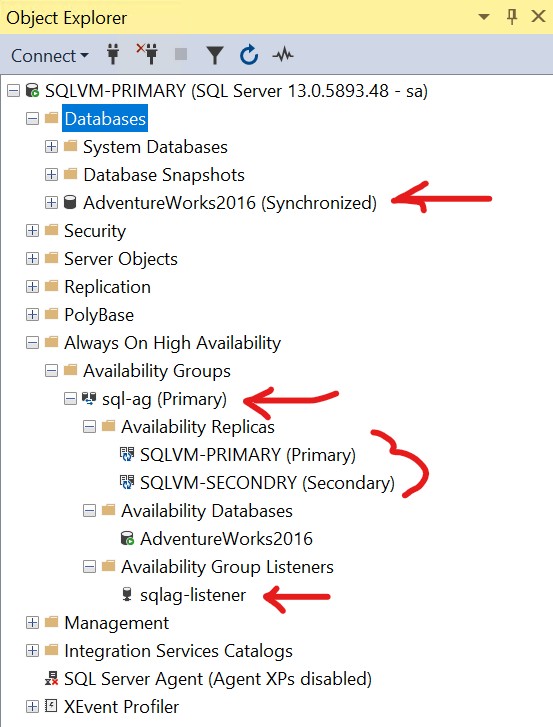 Object Explorer
Connect
SQLVM-PRIMARY (SQL Server 13.0.5893.48 - sa)
Databases
System Databases
Database Snapshots
AdventureWorks2016 (Synchronized)
Security
Server Objects
Replication
PolyBase
Always On High Availability
Availability Groups
sql-ag (Primary)
Availability Replicas
SQLVM-PRIMARY (Primary)
SQLVM-SECONDRY (Secondary)
Availability Databases
AdventureWorks2016
Availability Group Listeners
sqlag-listener
Management
Integration Services Catalogs
SQL Server Agent (Agent XPs disabled)
XEvent Profiler